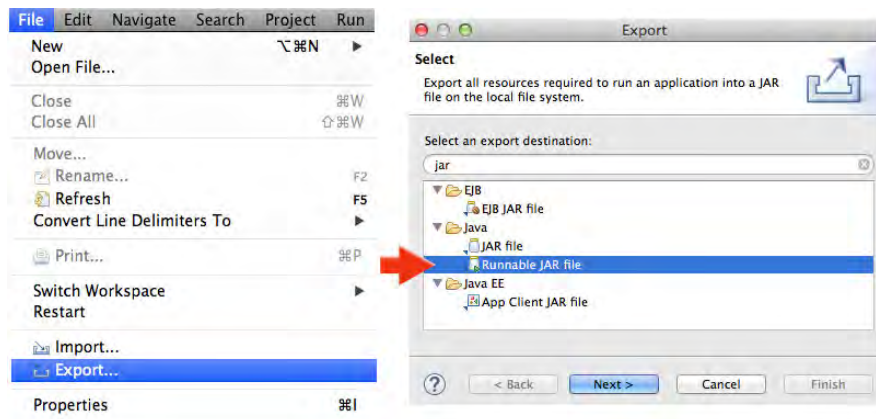 File Edit Navigate Search Project Run
New ⌥⌘N ▶
Open File...
Close ⌘W
Close All ⇧⌘W
Move...
Rename... F2
Refresh F5
Convert Line Delimiters To ▶
Print... ⌘P
Switch Workspace ▶
Restart
Import...
Export...
Properties ⌘I
Export
Select
Export all resources required to run an application into a JAR
file on the local file system.
Select an export destination:
jar
EJB
EJB JAR file
Java
JAR file
Runnable JAR file
Java EE
App Client JAR file
? < Back Next > Cancel Finish